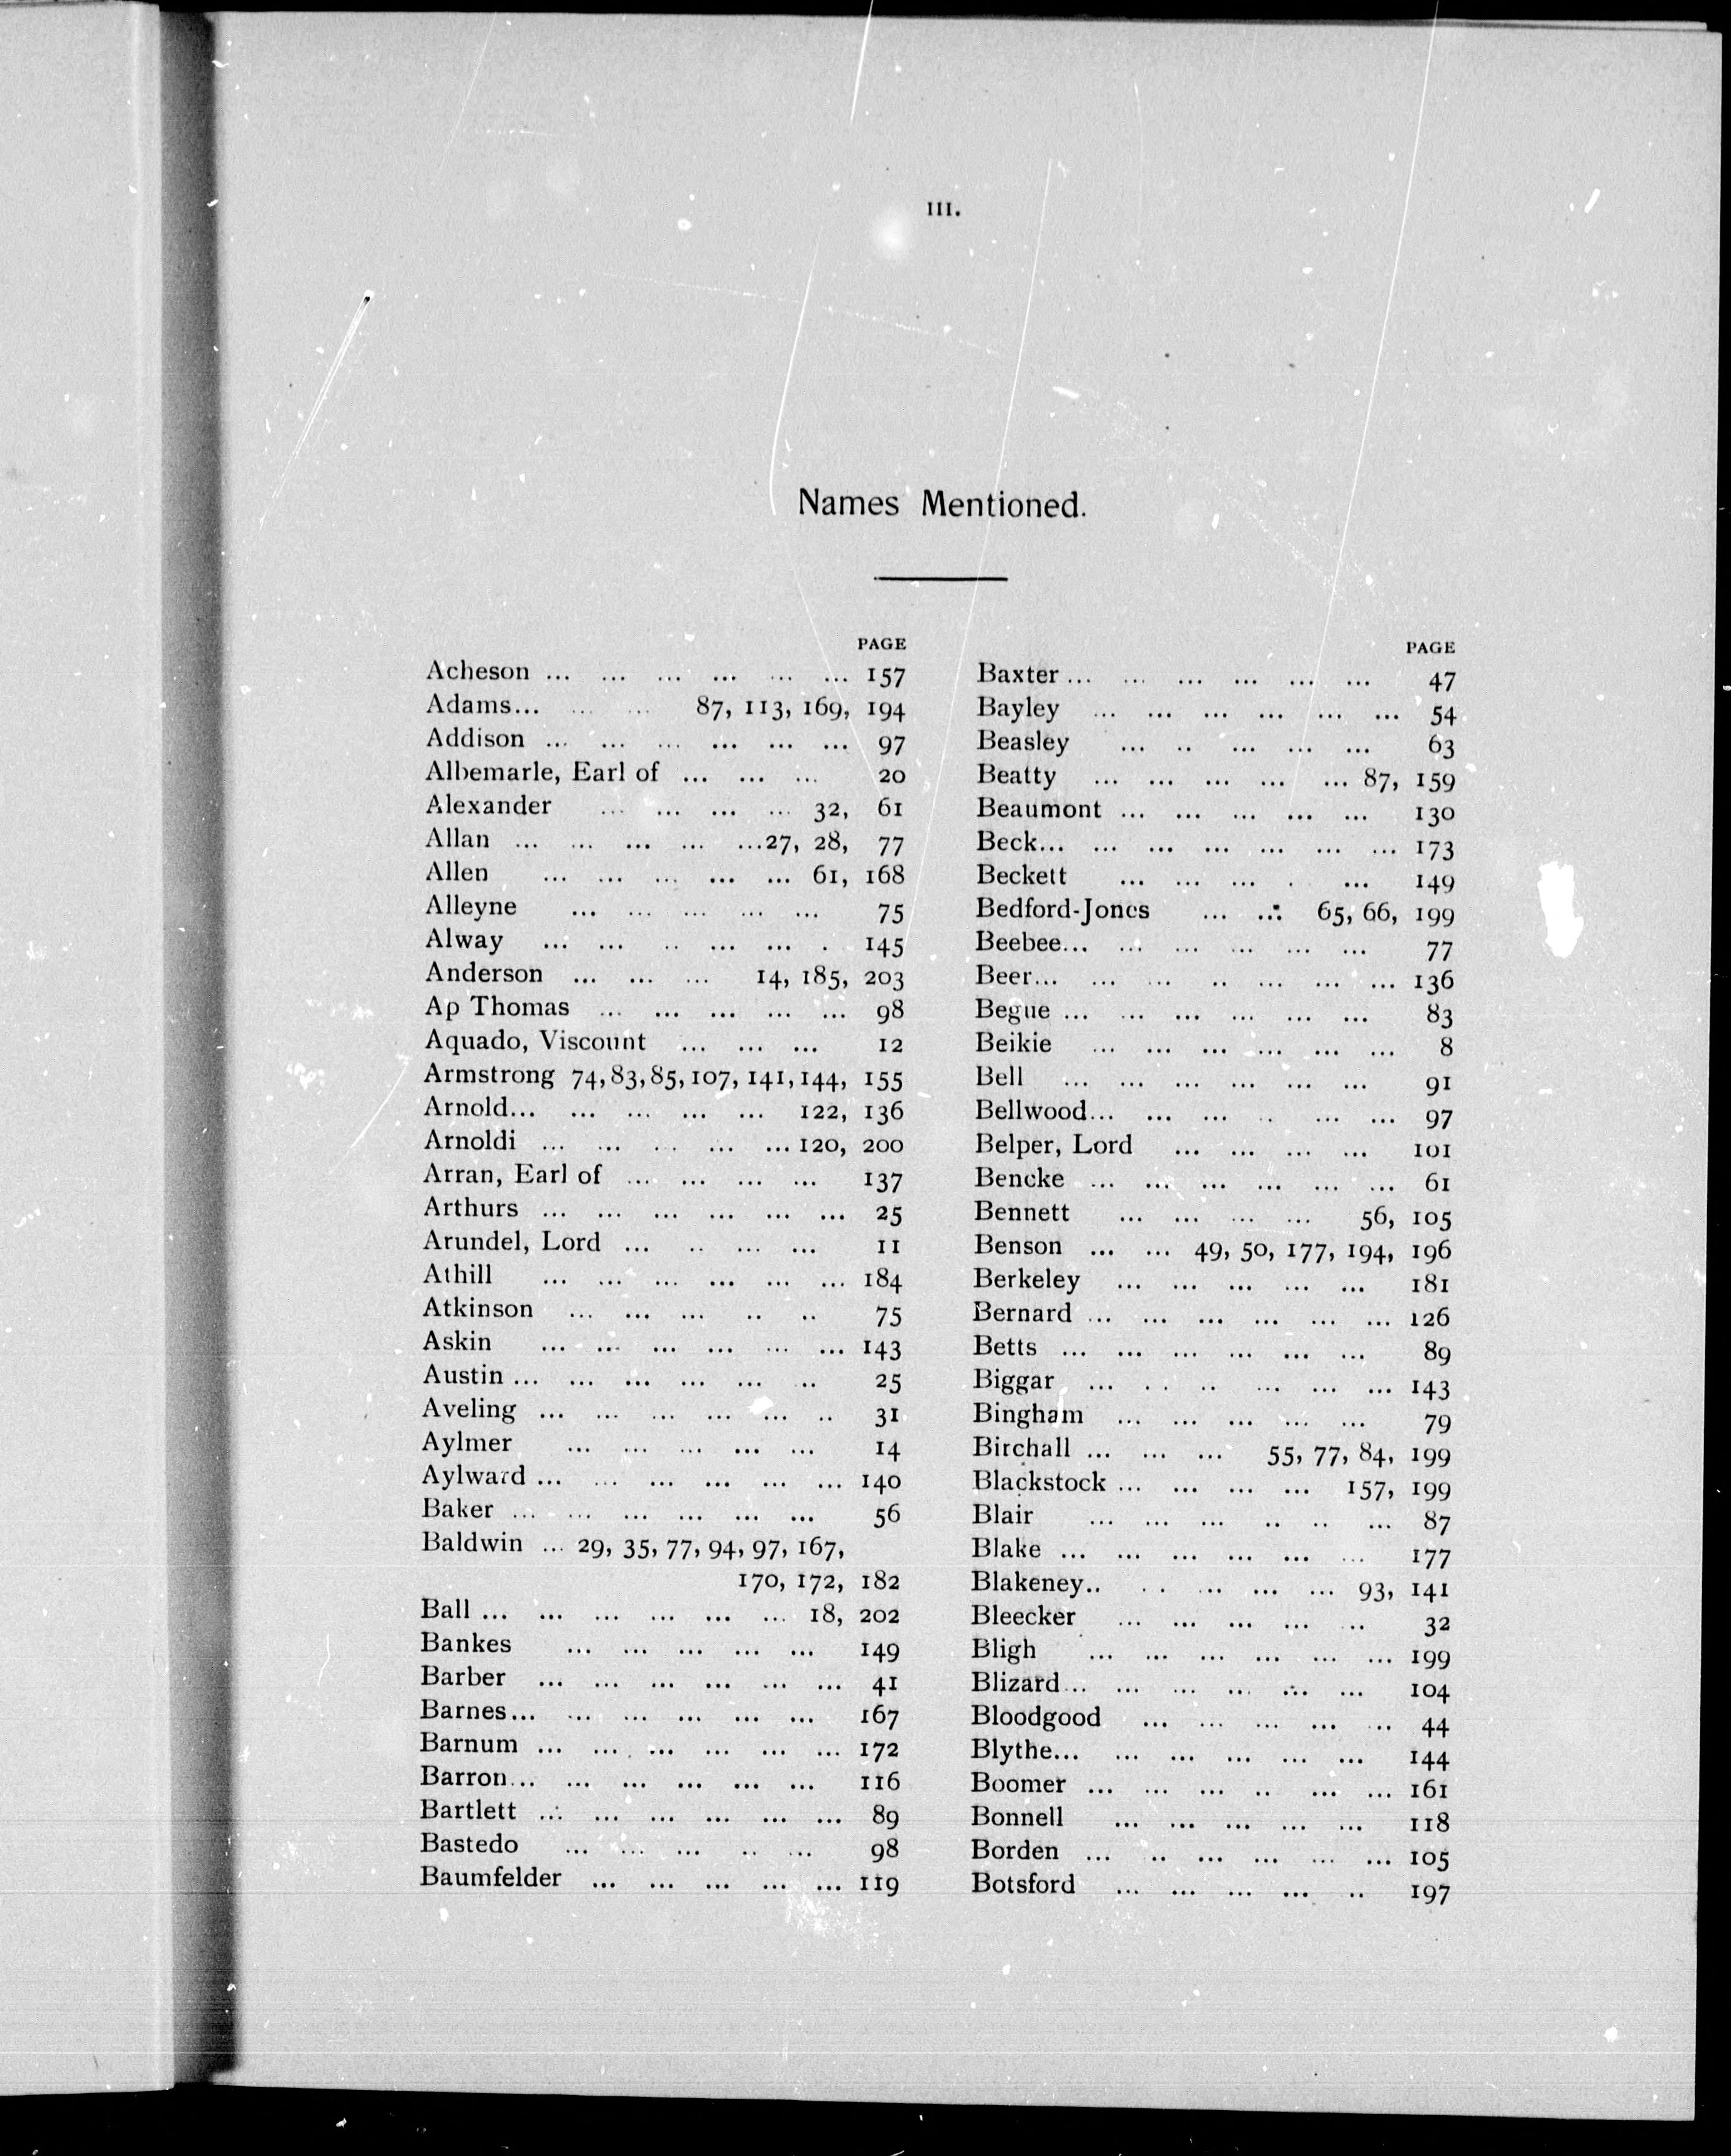 III.
Names Mentioned.
PAGE
Acheson ... ... ... ... ... ... 157
Adams... ... ... 87, 113, 169, 194
Addison ... ... ... ... ... ... 97
Albemarle, Earl of ... ... ... 20
Alexander ... ... ... ... 32, 61
Allan ... ... ... ... ...27, 28, 77
Allen ... ... ... ... ... 61, 168
Alleyne ... ... ... ... ... 75
Alway ... ... .. ... ... . 145
Anderson ... ... ... 14, 185, 203
Ap Thomas ... ... ... ... ... 98
Aquado, Viscount ... ... ... 12
Armstrong 74, 83, 85, 107, 141, 144, 155
Arnold... ... ... ... ... 122, 136
Arnoldi ... ... .. ... ... 120, 200
Arran, Earl of ... ... ... ... 137
Arthurs ... ... ... ... ... ... 25
Arundel, Lord ... .. ... ... 11
Athill ... ... ... ... ... ... 184
Atkinson ... ... ... .. .. 75
Askin ... ... ... ... ... ... 143
Austin ... ... ... ... ... .. 25
Aveling ... ... ... ... ... .. 31
Aylmer ... ... ... ... ... 14
Aylward ... ... ... ... ... ... 140
Baker ... ... ... ... ... ... 56
Baldwin ... 29, 35, 77, 94, 97, 167,
170, 172, 182
Ball ... ... ... ... ... ... 18, 202
Bankes ... ... ... ... ... 149
Barber ... ... ... ... ... ... 41
Barnes... ... ... ... ... ... 167
Barnum ... ... ... ... ... ... 172
Barron... ... ... ... ... ... 116
Bartlett ... ... ... ... ... ... 89
Bastedo ... ... ... .. ... 98
Baumfelder ... ... ... ... ... 119
PAGE
Baxter ... ... ... ... ... ... 47
Bayley ... ... ... ... ... ... 54
Beasley ... .. ... ... ... 63
Beatty ... ... ... ... ... 87, 159
Beaumont ... ... ... ... ... 130
Beck... ... ... ... ... ... ... 173
Beckett ... ... ... . ... 149
Bedford-Jones ... ... 65, 66, 199
Beebee... ... ... ... ... ... 77
Beer... ... ... .. ... ... ... 136
Begue ... ... ... ... ... ... 83
Beikie ... ... ... ... ... ... 8
Bell ... ... ... ... ... ... 91
Bellwood... ... ... .. ... ... 97
Belper, Lord ... ... ... ... 101
Bencke ... ... ... ... ... ... 61
Bennett ... ... ... ... 56, 105
Benson ... ... 49, 50, 177, 194, 196
Berkeley ... ... ... ... ... 181
Bernard ... ... ... ... ... ... 126
Betts ... ... ... ... ... ... 89
Biggar ... .. .. ... ... ... 143
Bingham ... ... ... ... ... 79
Birchall ... ... ... 55, 77, 84, 199
Blackstock ... ... ... ... 157, 199
Blair ... ... ... .. .. ... 87
Blake ... ... ... ... ... ... 177
Blakeney.. .. ... ... ... 93, 141
Bleecker ... ... ... ... .. 32
Bligh ... ... ... ... ... ... 199
Blizard... ... ... ... ... ... 104
Bloodgood ... ... ... ... .. 44
Blythe... ... ... ... ... ... 144
Boomer ... ... ... .. ... ... 161
Bonnell ... ... ... ... ... 118
Borden ... .. ... ... ... ... 105
Botsford ... ... ... ... .. 197